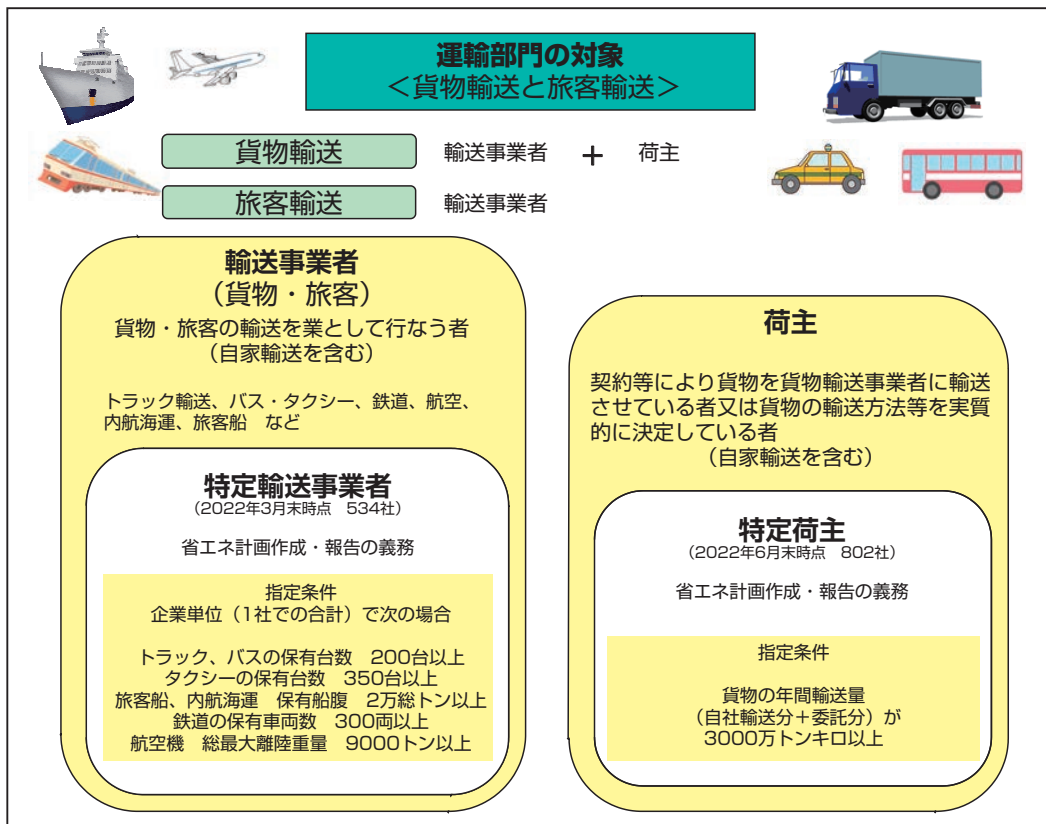 運輸部門の対象
＜貨物輸送と旅客輸送＞
貨物輸送　輸送事業者　＋　荷主
旅客輸送　輸送事業者
輸送事業者
（貨物・旅客）
貨物・旅客の輸送を業として行なう者
（自家輸送を含む）
トラック輸送、バス・タクシー、鉄道、航空、
内航海運、旅客船　など
特定輸送事業者
（2022年3月末時点　534社）
省エネ計画作成・報告の義務
指定条件
企業単位（1社での合計）で次の場合
トラック、バスの保有台数　200台以上
タクシーの保有台数　350台以上
旅客船、内航海運　保有船腹　2万総トン以上
鉄道の保有車両数　300両以上
航空機　総最大離陸重量　9000トン以上
荷主
契約等により貨物を貨物輸送事業者に輸送
させている者又は貨物の輸送方法等を実質
的に決定している者
（自家輸送を含む）
特定荷主
（2022年6月末時点　802社）
省エネ計画作成・報告の義務
指定条件
貨物の年間輸送量
（自社輸送分＋委託分）が
3000万トンキロ以上